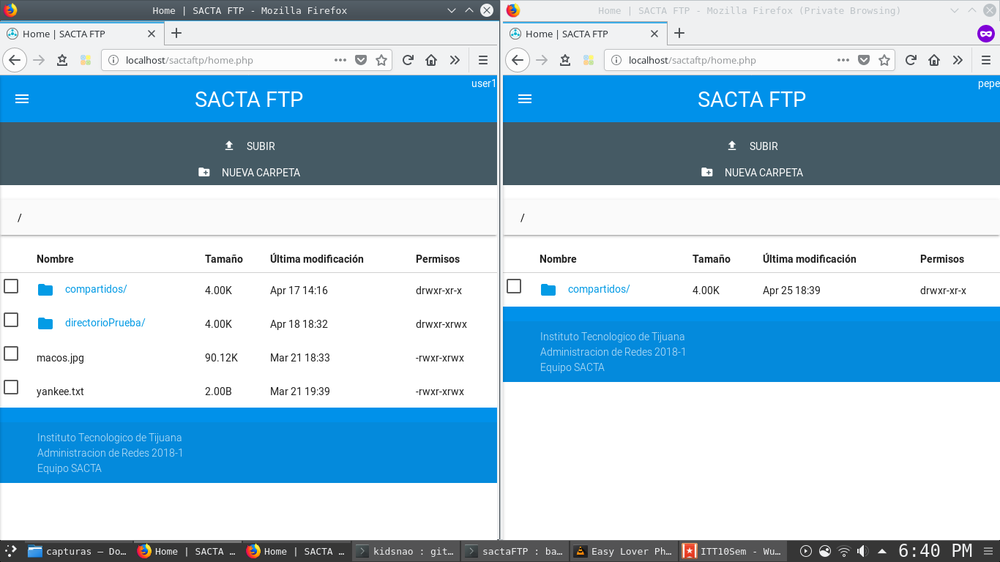 Home | SACTA FTP - Mozilla Firefox
Home | SACTA FTP
localhost/sactaftp/home.php
user1
SACTA FTP
SUBIR
NUEVA CARPETA
/
Nombre Tamaño Última modificación Permisos
compartidos/ 4.00K Apr 17 14:16 drwxr-xr-x
directorioPrueba/ 4.00K Apr 18 18:32 drwxr-xrwx
macos.jpg 90.12K Mar 21 18:33 -rwxr-xrwx
yankee.txt 2.00B Mar 21 19:39 -rwxr-xrwx
Instituto Tecnologico de Tijuana
Administracion de Redes 2018-1
Equipo SACTA
Home | SACTA FTP - Mozilla Firefox (Private Browsing)
Home | SACTA FTP
localhost/sactaftp/home.php
pepe
SACTA FTP
SUBIR
NUEVA CARPETA
/
Nombre Tamaño Última modificación Permisos
compartidos/ 4.00K Apr 25 18:39 drwxr-xr-x
Instituto Tecnologico de Tijuana
Administracion de Redes 2018-1
Equipo SACTA
capturas — Do... Home | SACTA ... Home | SACTA ... kidsnao : git... sactaFTP : ba... Easy Lover Ph... ITT10Sem - Wu... 6:40 PM